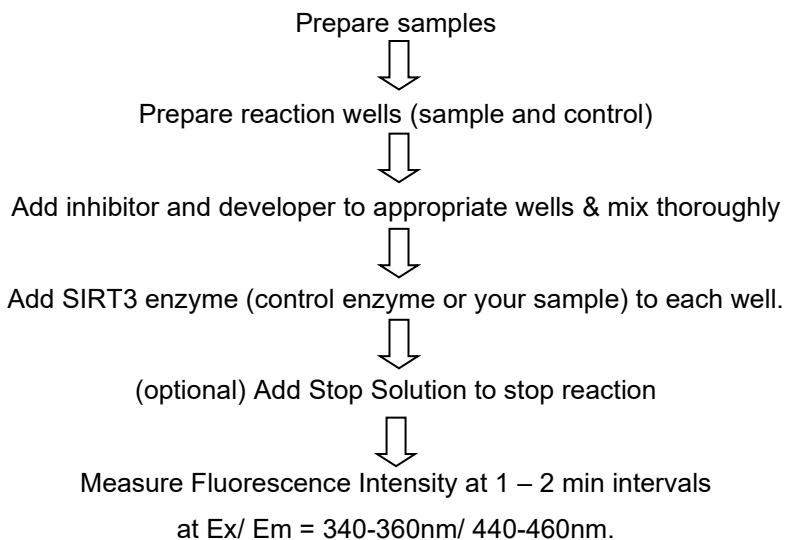 Prepare samples
Prepare reaction wells (sample and control)
Add inhibitor and developer to appropriate wells & mix thoroughly
Add SIRT3 enzyme (control enzyme or your sample) to each well.
(optional) Add Stop Solution to stop reaction
Measure Fluorescence Intensity at 1 – 2 min intervals
at Ex/ Em = 340-360nm/ 440-460nm.